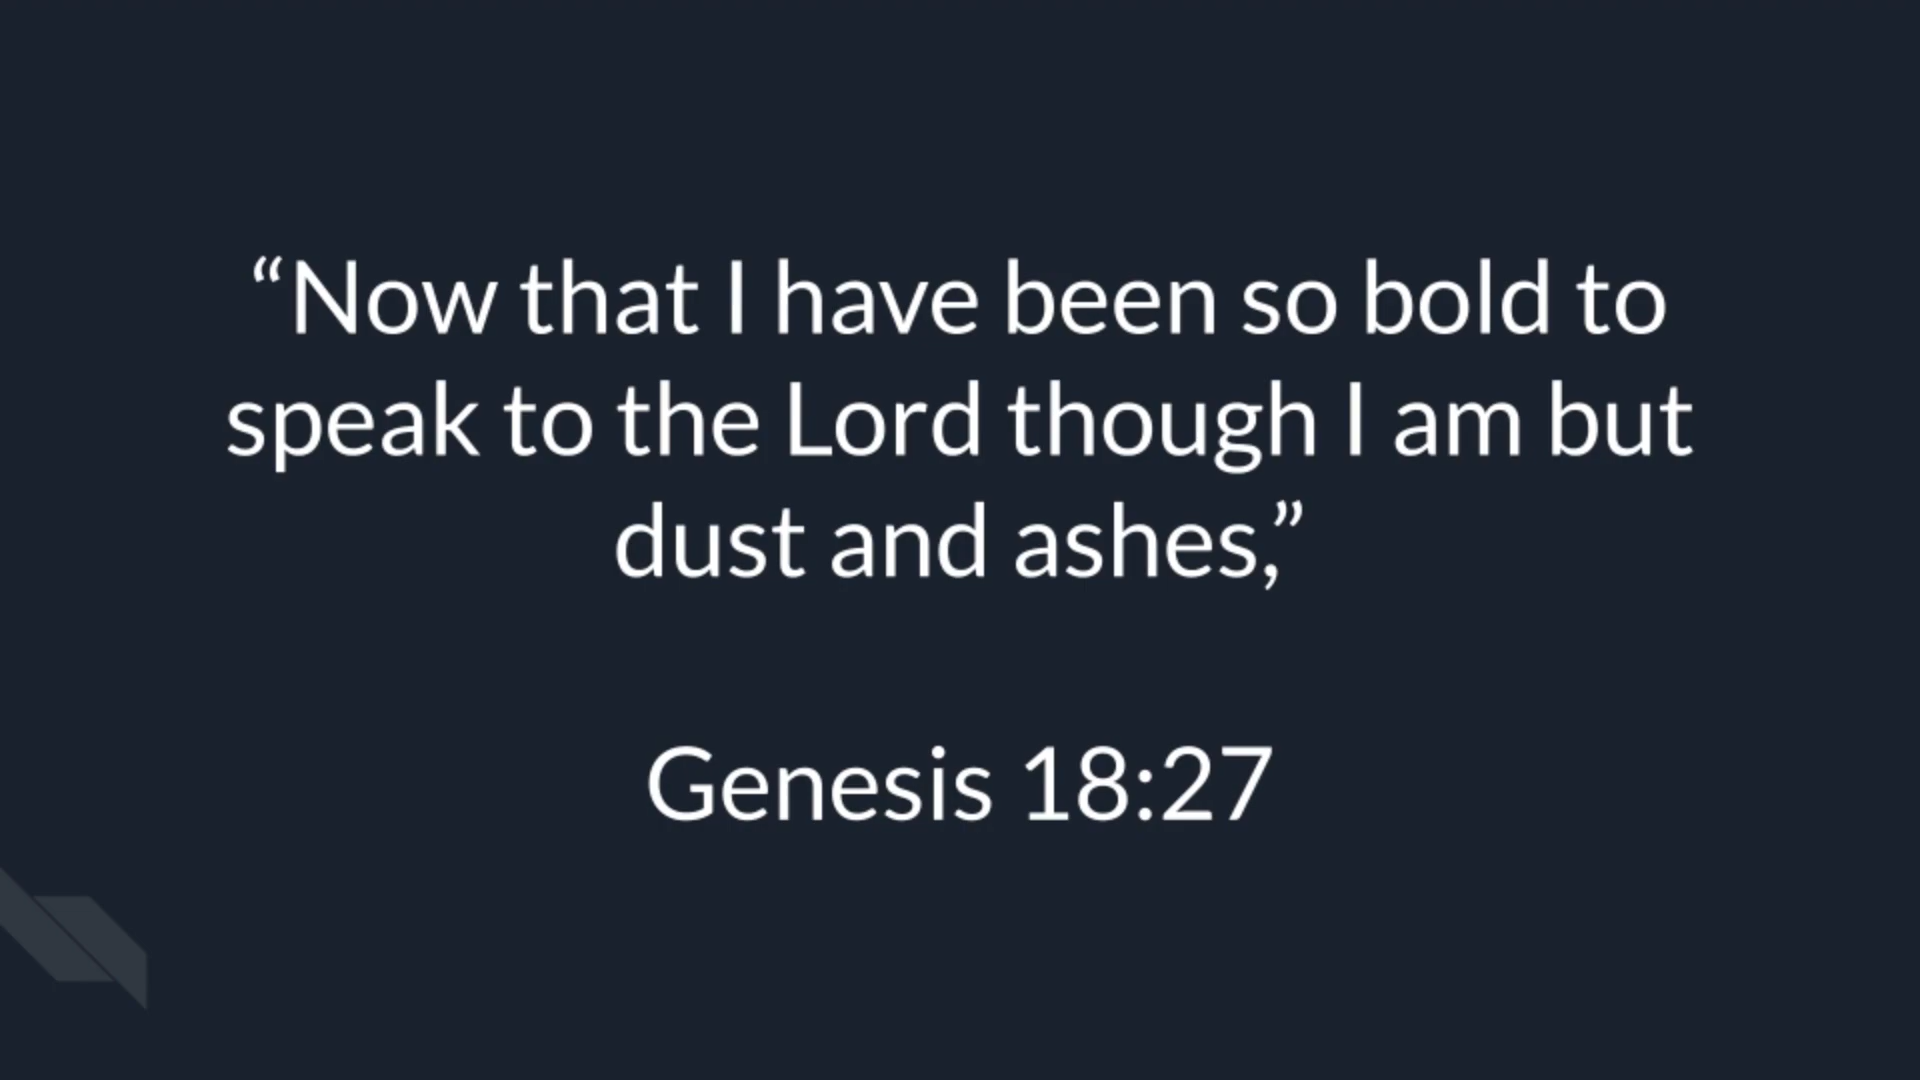 “Now that I have been so bold to
speak to the Lord though I am but
dust and ashes,”
Genesis 18:27